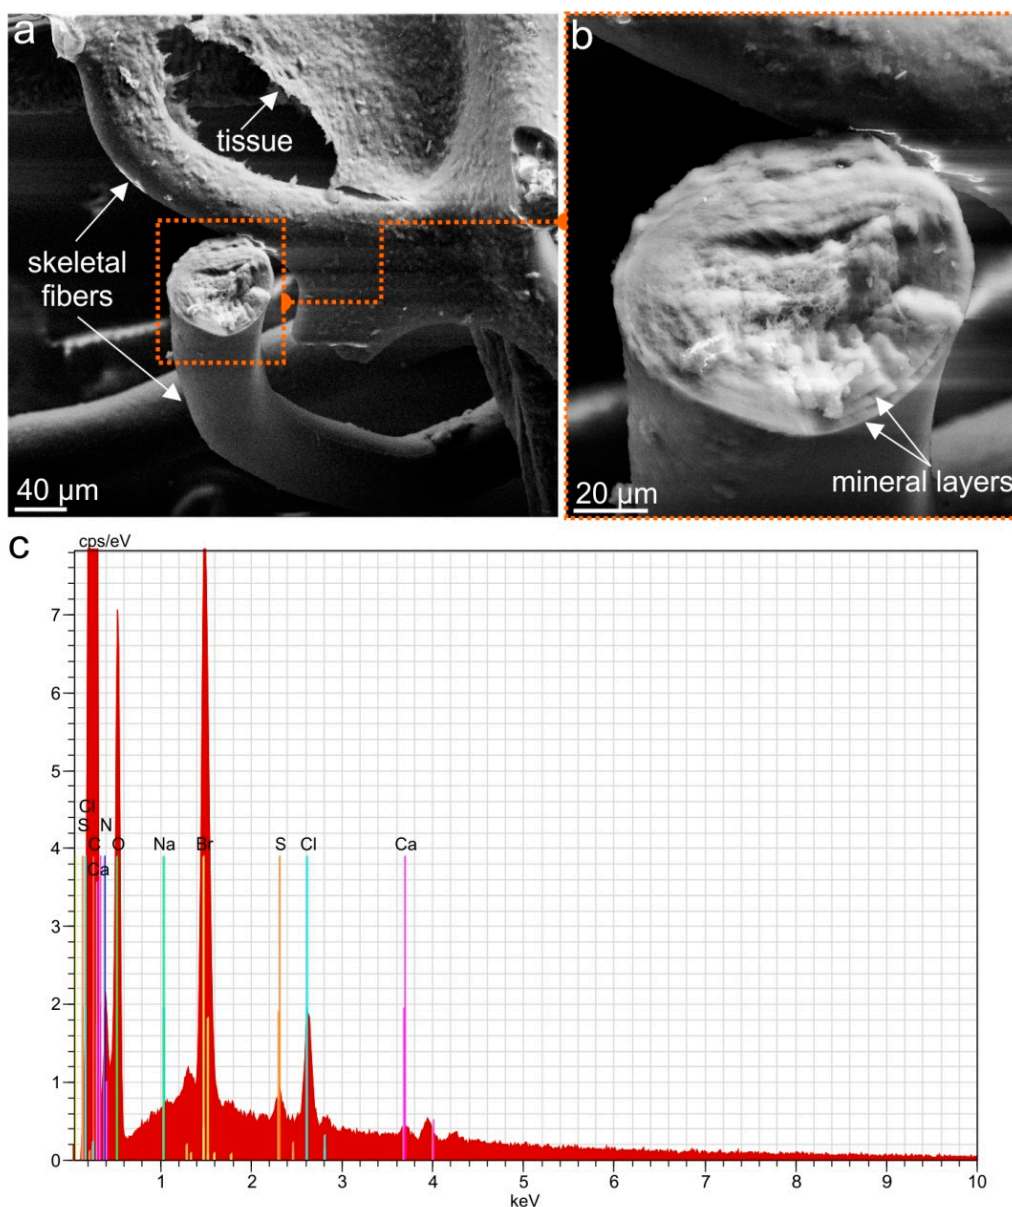 a
b
tissue
skeletal
fibers
mineral layers
40 µm
20 µm
c
cps/eV
7
6
5
4
3
2
1
0
Cl
S
N
C
O
Na
Br
S
Cl
Ca
Ca
1 2 3 4 5 6 7 8 9 10
keV